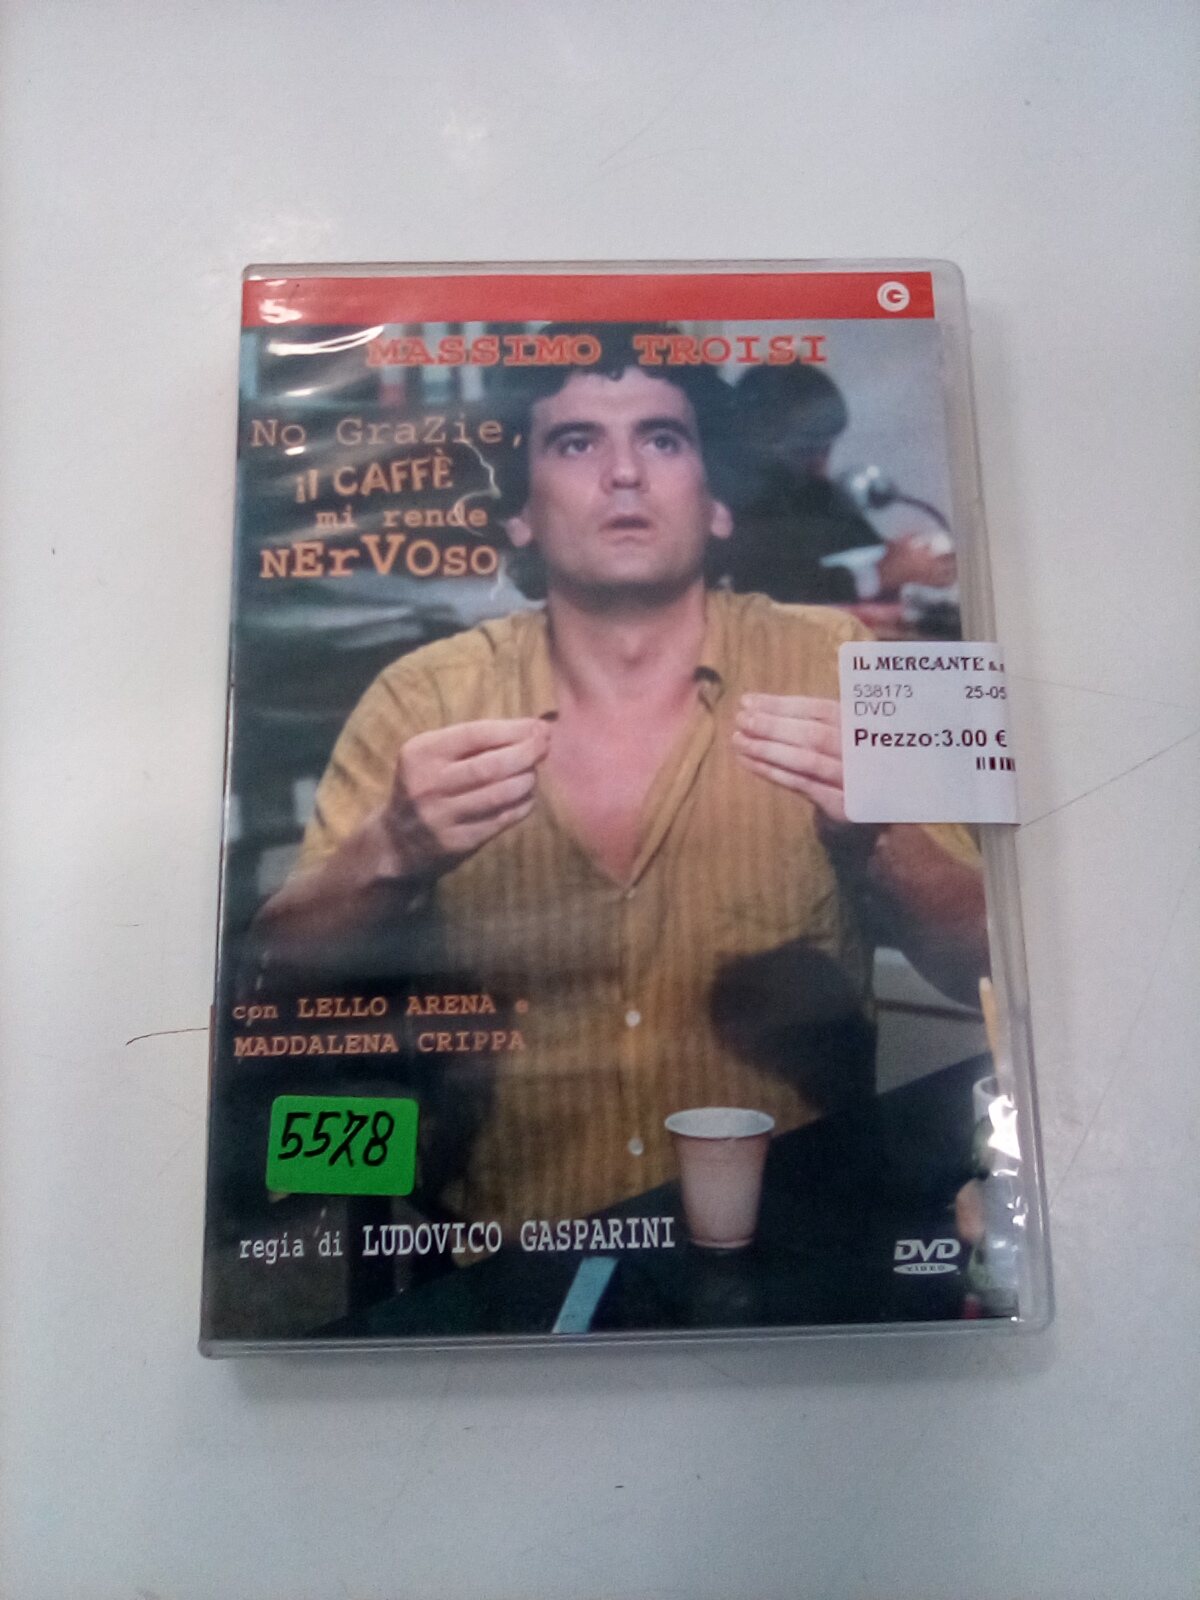 MASSIMO TROISI
No GraZie,
il CAFFÈ
mi rende
NErVOso
IL MERCANTE
538173 25-05
DVD
Prezzo:3.00 €
con LELLO ARENA e
MADDALENA CRIPPA
5578
regia di LUDOVICO GASPARINI
DVD
VIDEO